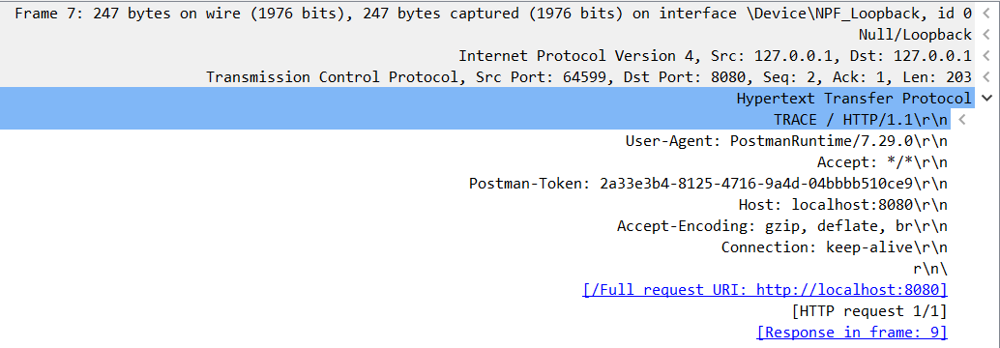 Frame 7: 247 bytes on wire (1976 bits), 247 bytes captured (1976 bits) on interface \Device\NPF_Loopback, id 0
Null/Loopback
Internet Protocol Version 4, Src: 127.0.0.1, Dst: 127.0.0.1
Transmission Control Protocol, Src Port: 64599, Dst Port: 8080, Seq: 2, Ack: 1, Len: 203
Hypertext Transfer Protocol
TRACE / HTTP/1.1\r\n
User-Agent: PostmanRuntime/7.29.0\r\n
Accept: */*\r\n
Postman-Token: 2a33e3b4-8125-4716-9a4d-04bbbb510ce9\r\n
Host: localhost:8080\r\n
Accept-Encoding: gzip, deflate, br\r\n
Connection: keep-alive\r\n
r\n\
[/Full request URI: http://localhost:8080]
[HTTP request 1/1]
[Response in frame: 9]